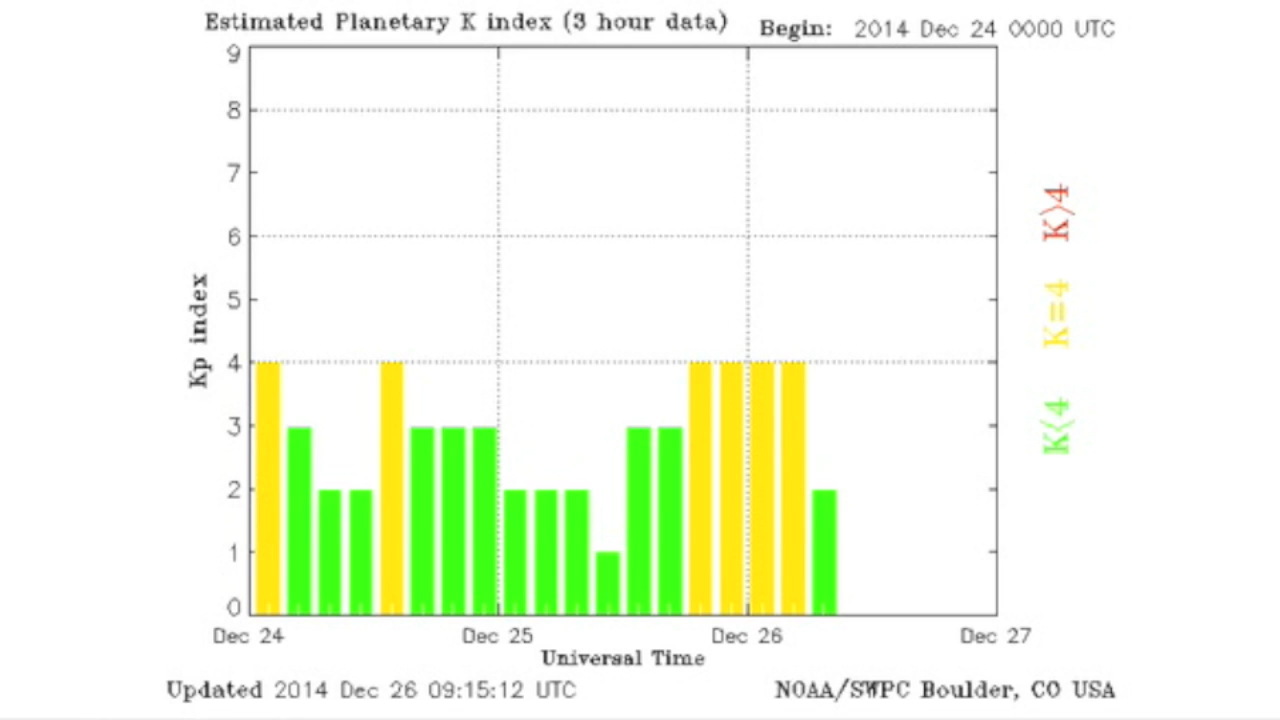 Estimated Planetary K index (3 hour data) Begin: 2014 Dec 24 0000 UTC
9
8
7
6
5
4
3
2
1
0
Kp index
K>4
K=4
K<4
Dec 24 Dec 25 Dec 26 Dec 27
Universal Time
Updated 2014 Dec 26 09:15:12 UTC NOAA/SWPC Boulder, CO USA